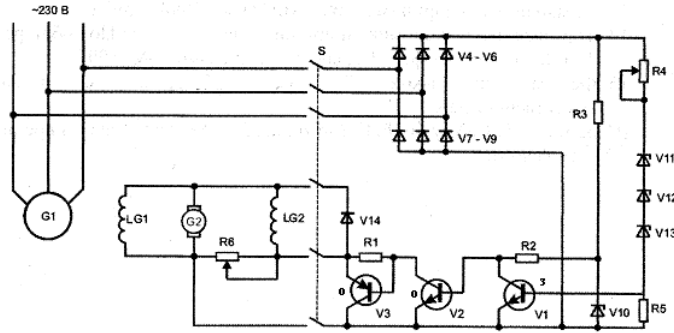 ~230 В
S
V4 - V6
R4
R3
V7 - V9
V11
V12
V13
G1
LG1
G2
LG2
V14
R6
R1
R2
0
V3
0
V2
3
V1
V10
R5